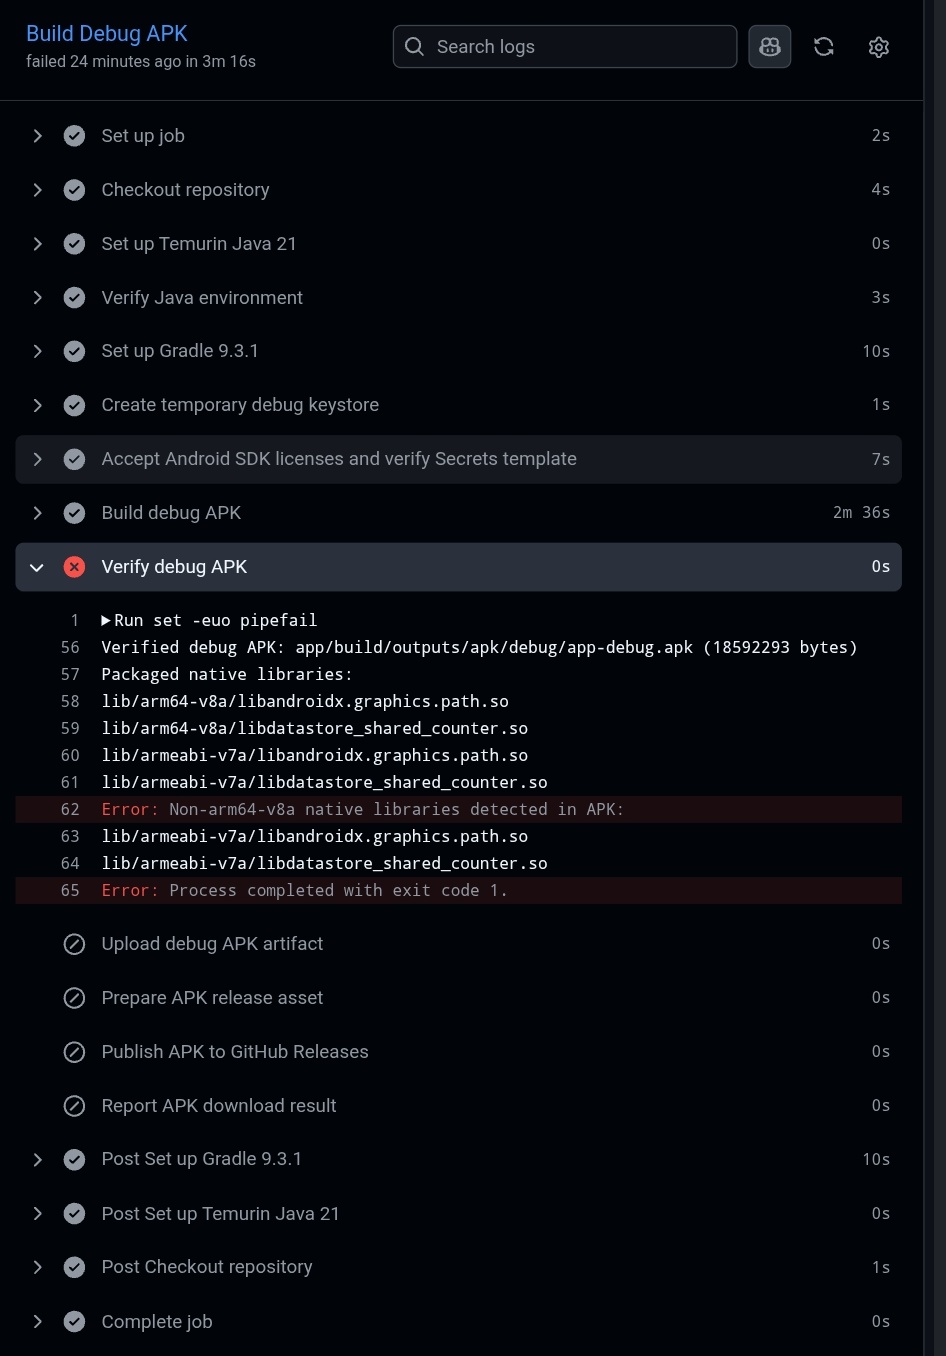 Build Debug APK
failed 24 minutes ago in 3m 16s
Search logs
Set up job 2s
Checkout repository 4s
Set up Temurin Java 21 0s
Verify Java environment 3s
Set up Gradle 9.3.1 10s
Create temporary debug keystore 1s
Accept Android SDK licenses and verify Secrets template 7s
Build debug APK 2m 36s
Verify debug APK 0s
1 Run set -euo pipefail
56 Verified debug APK: app/build/outputs/apk/debug/app-debug.apk (18592293 bytes)
57 Packaged native libraries:
58 lib/arm64-v8a/libandroidx.graphics.path.so
59 lib/arm64-v8a/libdatastore_shared_counter.so
60 lib/armeabi-v7a/libandroidx.graphics.path.so
61 lib/armeabi-v7a/libdatastore_shared_counter.so
62 Error: Non-arm64-v8a native libraries detected in APK:
63 lib/armeabi-v7a/libandroidx.graphics.path.so
64 lib/armeabi-v7a/libdatastore_shared_counter.so
65 Error: Process completed with exit code 1.
Upload debug APK artifact 0s
Prepare APK release asset 0s
Publish APK to GitHub Releases 0s
Report APK download result 0s
Post Set up Gradle 9.3.1 10s
Post Set up Temurin Java 21 0s
Post Checkout repository 1s
Complete job 0s